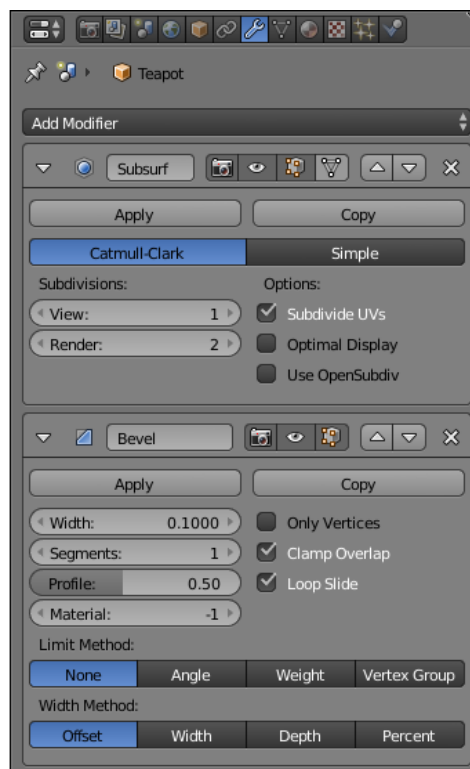 Teapot
Add Modifier
Subsurf
Apply Copy
Catmull-Clark Simple
Subdivisions: Options:
View: 1 Subdivide UVs
Render: 2 Optimal Display
Use OpenSubdiv
Bevel
Apply Copy
Width: 0.1000 Only Vertices
Segments: 1 Clamp Overlap
Profile: 0.50 Loop Slide
Material: -1
Limit Method:
None Angle Weight Vertex Group
Width Method:
Offset Width Depth Percent